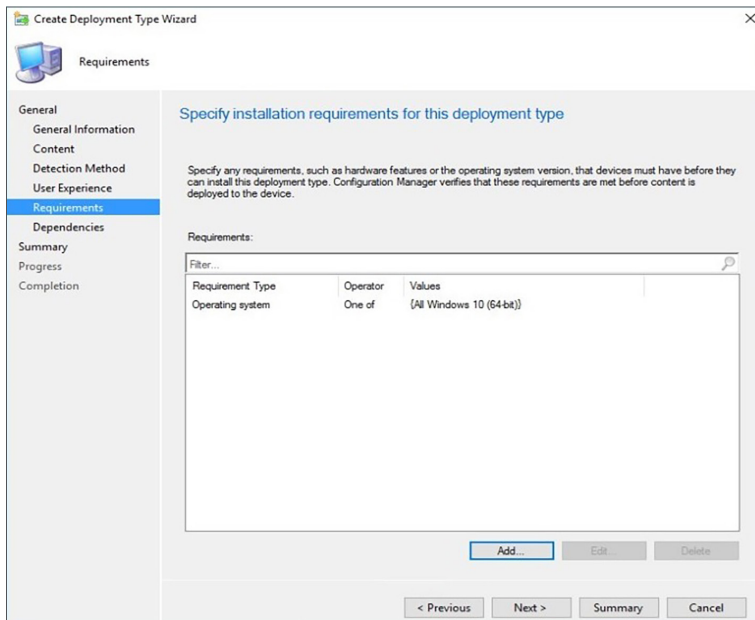 Create Deployment Type Wizard
Requirements
General
General Information
Content
Detection Method
User Experience
Requirements
Dependencies
Summary
Progress
Completion
Specify installation requirements for this deployment type
Specify any requirements, such as hardware features or the operating system version, that devices must have before they
can install this deployment type. Configuration Manager verifies that these requirements are met before content is
deployed to the device.
Requirements:
Filter...
Requirement Type Operator Values
Operating system One of {All Windows 10 (64-bit)}
Add... Edit... Delete
< Previous Next > Summary Cancel